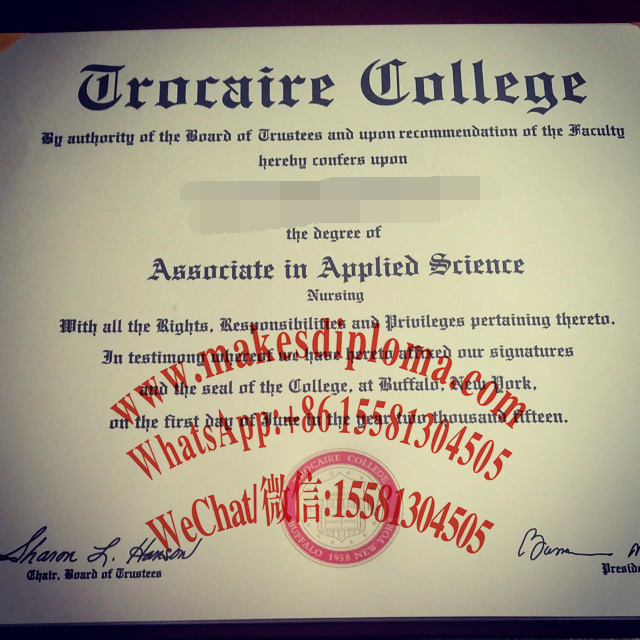 Trocaire College
By authority of the Board of Trustees and upon recommendation of the Faculty
hereby confers upon
the degree of
Associate in Applied Science
Nursing
With all the Rights, Responsibilities and Privileges pertaining thereto.
In testimony whereof we have hereto affixed our signatures
and the seal of the College, at Buffalo, New York,
on the first day of June in the year two thousand fifteen.
www.makesdiploma.com
WhatsApp:+86 15581304505
WeChat/微信:15581304505
TROCAIRE COLLEGE
BUFFALO 1958 NEW YORK
Sharon L. Hanson
Chair, Board of Trustees